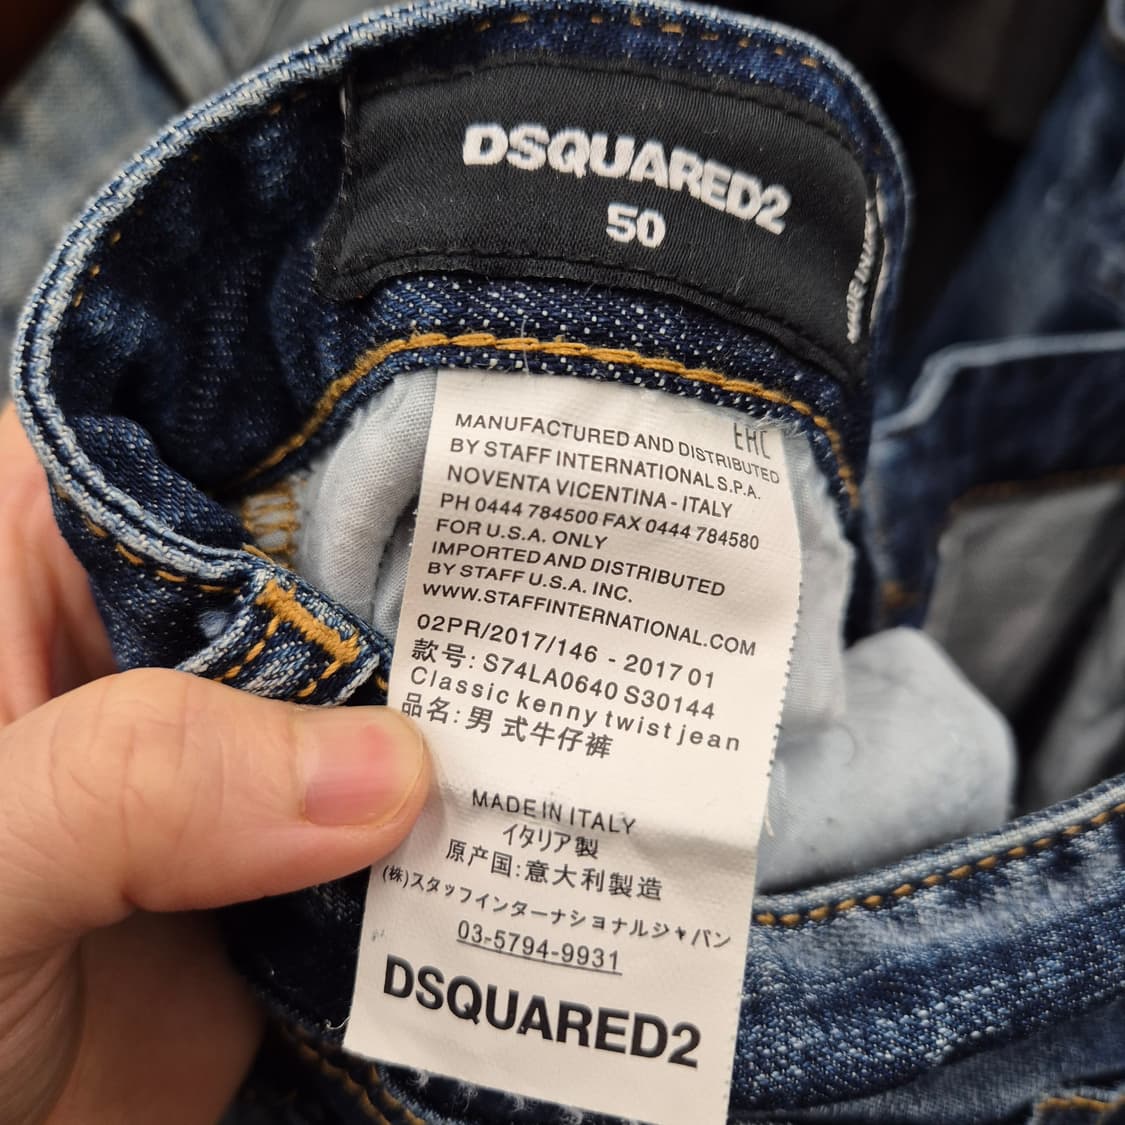 DSQUARED2
50
EAC
MANUFACTURED AND DISTRIBUTED
BY STAFF INTERNATIONAL S.P.A.
NOVENTA VICENTINA - ITALY
PH 0444 784500 FAX 0444 784580
FOR U.S.A. ONLY
IMPORTED AND DISTRIBUTED
BY STAFF U.S.A. INC.
WWW.STAFFINTERNATIONAL.COM
02PR/2017/146 - 2017 01
款号: S74LA0640 S30144
Classic kenny twist jean
品名: 男 式牛仔裤
MADE IN ITALY
イタリア製
原产国: 意大利製造
(株)スタッフインターナショナルジャパン
03-5794-9931
DSQUARED2